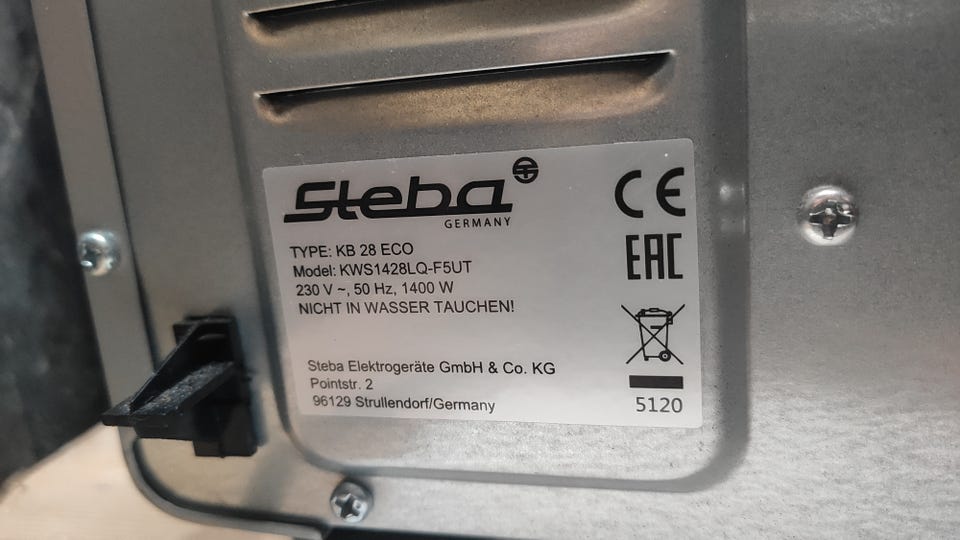 Steba
GERMANY
TYPE: KB 28 ECO
Model: KWS1428LQ-F5UT
230 V ~, 50 Hz, 1400 W
NICHT IN WASSER TAUCHEN!
Steba Elektrogeräte GmbH & Co. KG
Pointstr. 2
96129 Strullendorf/Germany
CE
EAC
5120